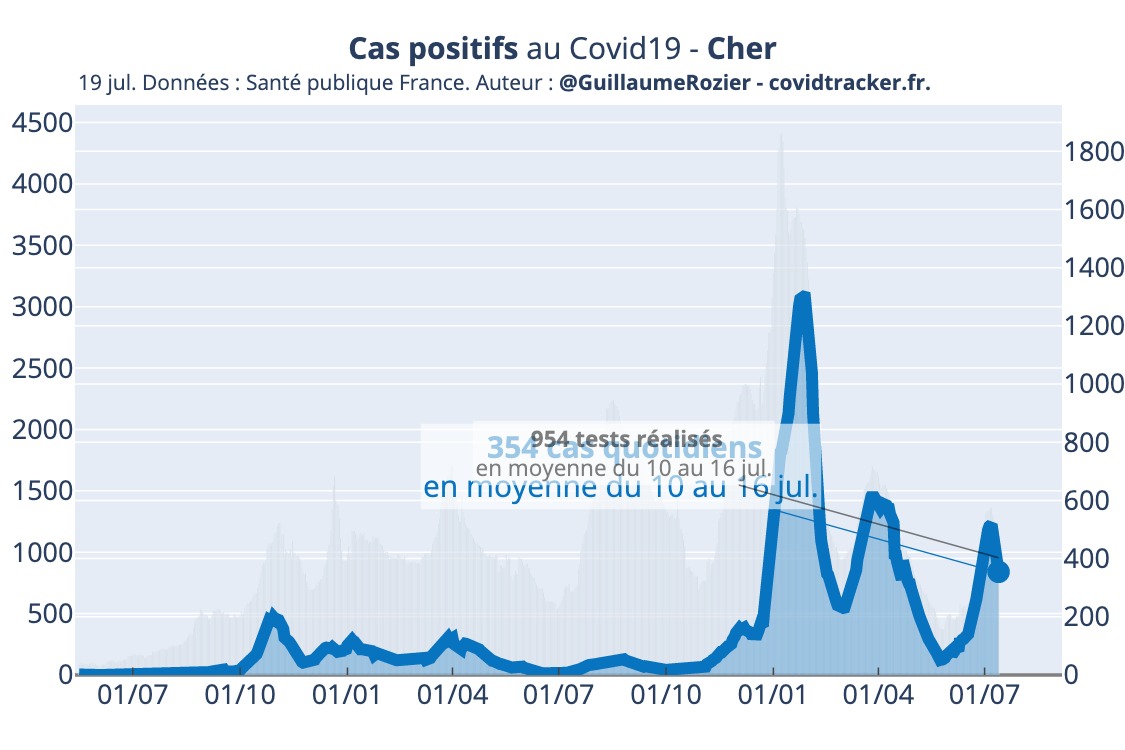 Cas positifs au Covid19 - Cher
19 jul. Données : Santé publique France. Auteur : @GuillaumeRozier - covidtracker.fr.
4500
4000
3500
3000
2500
2000
1500
1000
500
0
1800
1600
1400
1200
1000
800
600
400
200
0
954 tests réalisés
en moyenne du 10 au 16 jul.
354 cas quotidiens
en moyenne du 10 au 16 jul.
01/07 01/10 01/01 01/04 01/07 01/10 01/01 01/04 01/07